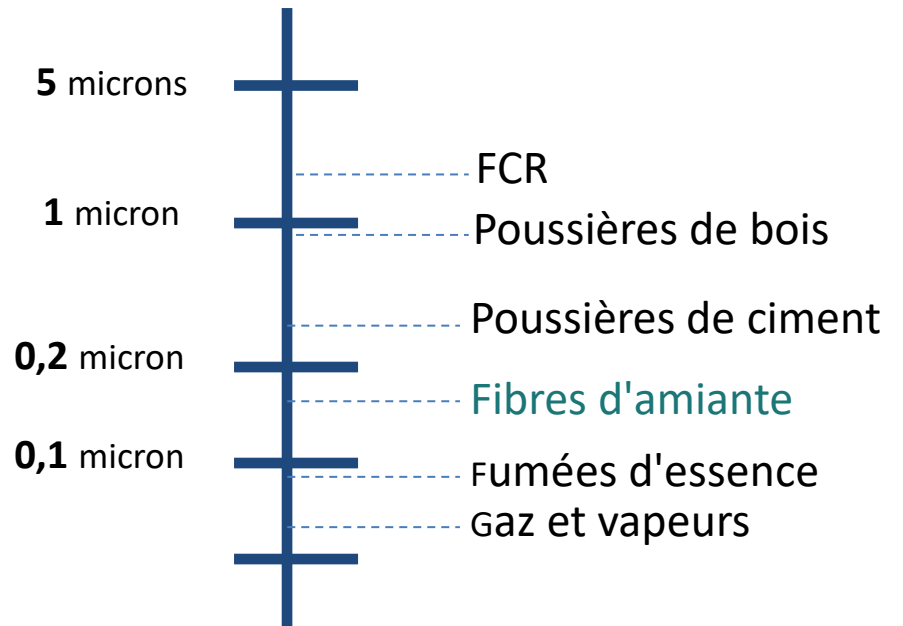 5 microns
FCR
1 micron
Poussières de bois
Poussières de ciment
0,2 micron
Fibres d'amiante
0,1 micron
Fumées d'essence
Gaz et vapeurs